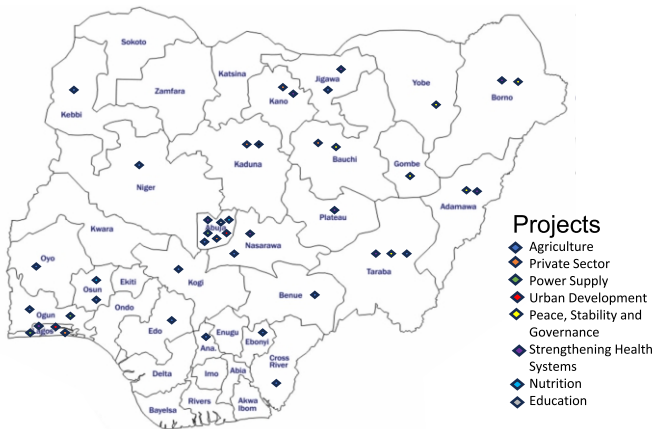 Sokoto
Katsina
Jigawa
Yobe
Zamfara
Kano
Borno
Kebbi
Kaduna
Bauchi
Gombe
Niger
Adamawa
Plateau
Abuja
Kwara
Nasarawa
Taraba
Oyo
Kogi
Osun
Ekiti
Benue
Ogun
Ondo
Lagos
Edo
Enugu
Ebonyi
Ana.
Cross
River
Delta
Imo
Abia
Rivers
Akwa
Ibom
Bayelsa
Projects
Agriculture
Private Sector
Power Supply
Urban Development
Peace, Stability and
Governance
Strengthening Health
Systems
Nutrition
Education